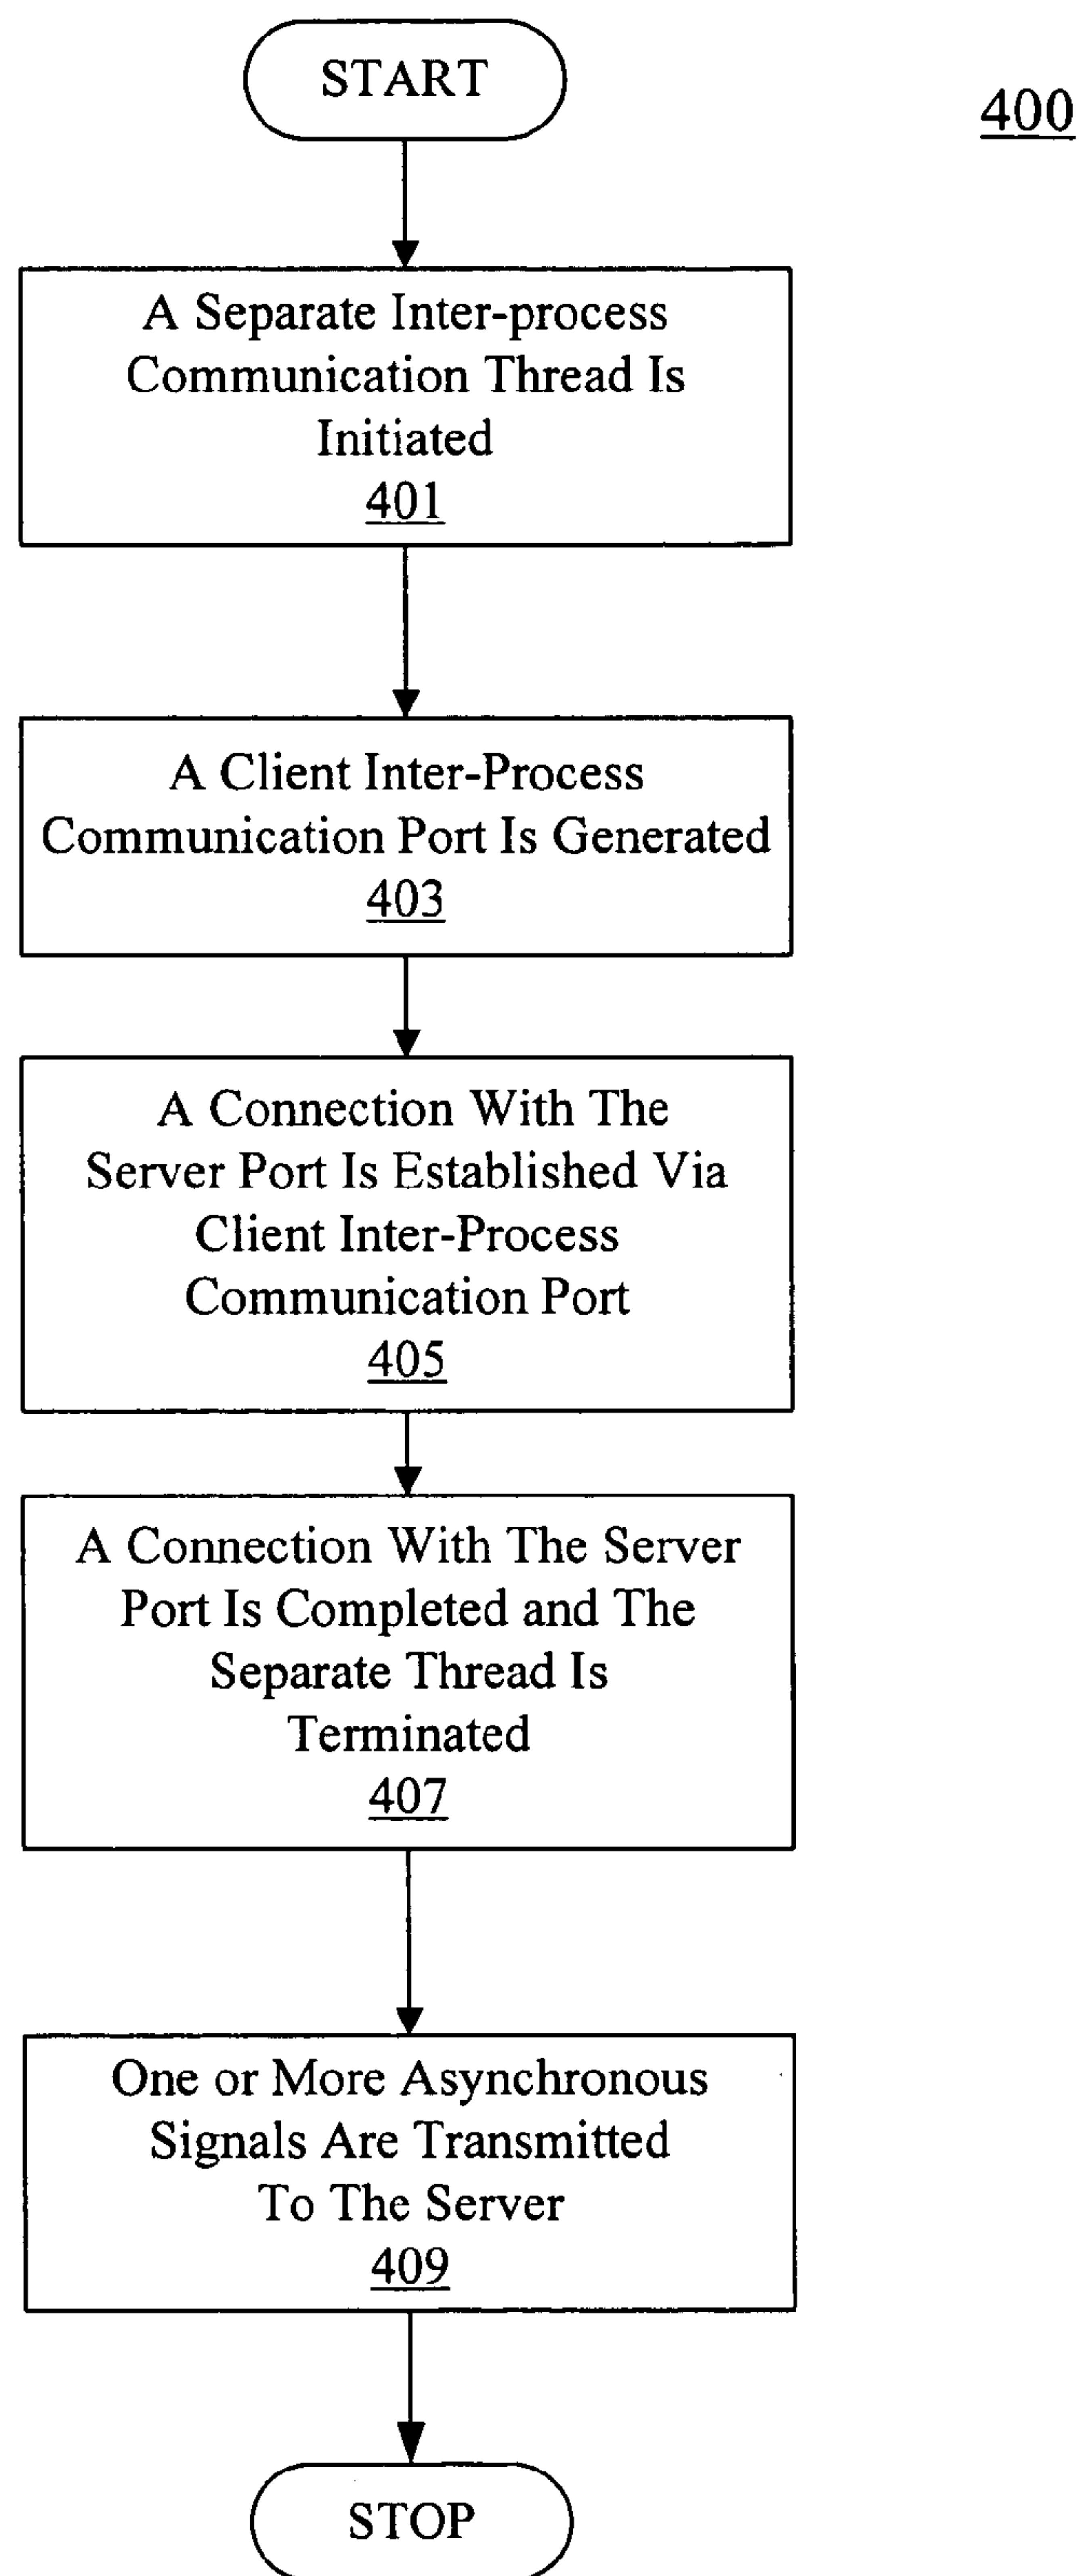 START
400
A Separate Inter-process
Communication Thread Is
Initiated
401
A Client Inter-Process
Communication Port Is Generated
403
A Connection With The
Server Port Is Established Via
Client Inter-Process
Communication Port
405
A Connection With The Server
Port Is Completed and The
Separate Thread Is
Terminated
407
One or More Asynchronous
Signals Are Transmitted
To The Server
409
STOP